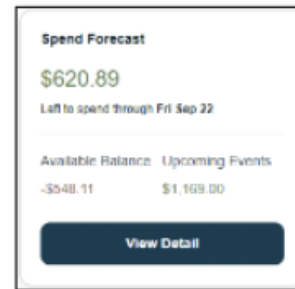 Spend Forecast
$620.89
Left to spend through Fri Sep 22
Available Balance Upcoming Events
-$548.11 $1,169.00
View Detail